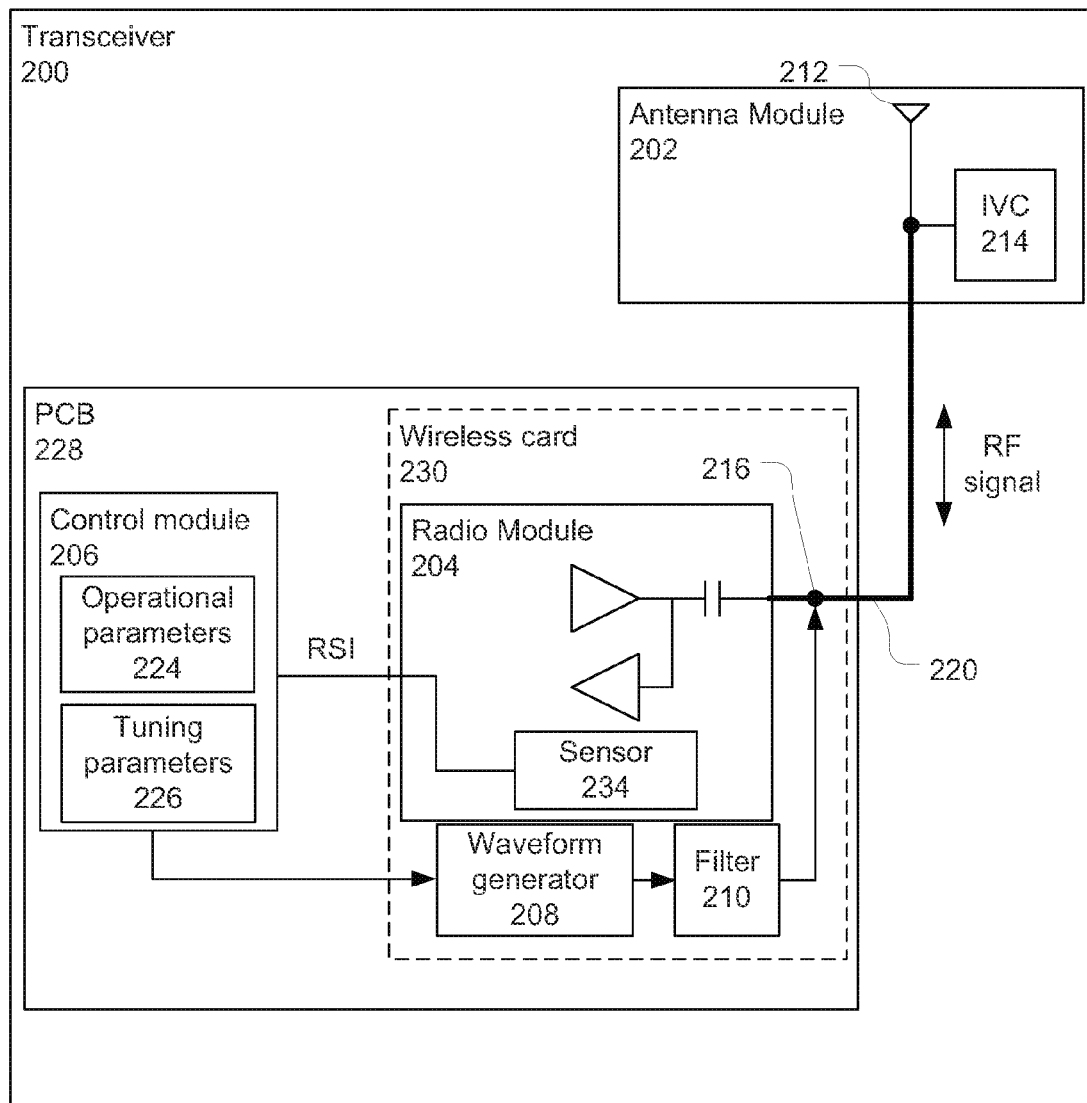 Transceiver
200
212
Antenna Module
202
IVC
214
PCB
228
Wireless card
230
216
RF
signal
Control module
206
Radio Module
204
Operational
parameters
224
RSI
220
Tuning
parameters
226
Sensor
234
Waveform
generator
208
Filter
210